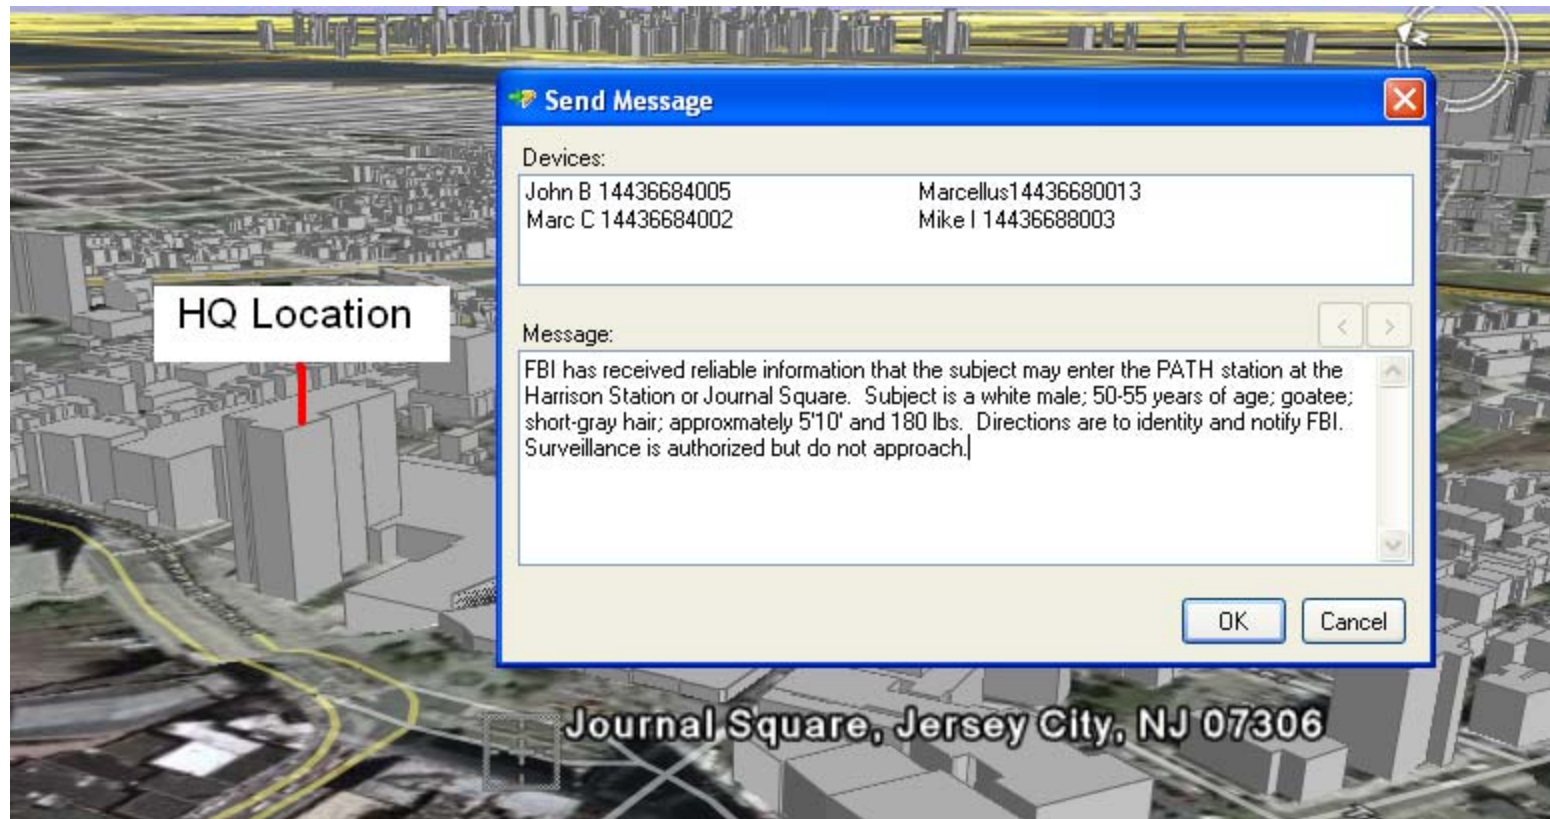 Send Message
Devices:
John B 14436684005
Marcellus14436680013
Marc C 14436684002
Mike I 14436688003
HQ Location
Message:
FBI has received reliable information that the subject may enter the PATH station at the
Harrison Station or Journal Square.  Subject is a white male; 50-55 years of age; goatee;
short-gray hair; approxmately 5'10' and 180 lbs.  Directions are to identity and notify FBI.
Surveillance is authorized but do not approach.
OK
Cancel
Journal Square, Jersey City, NJ 07306
N